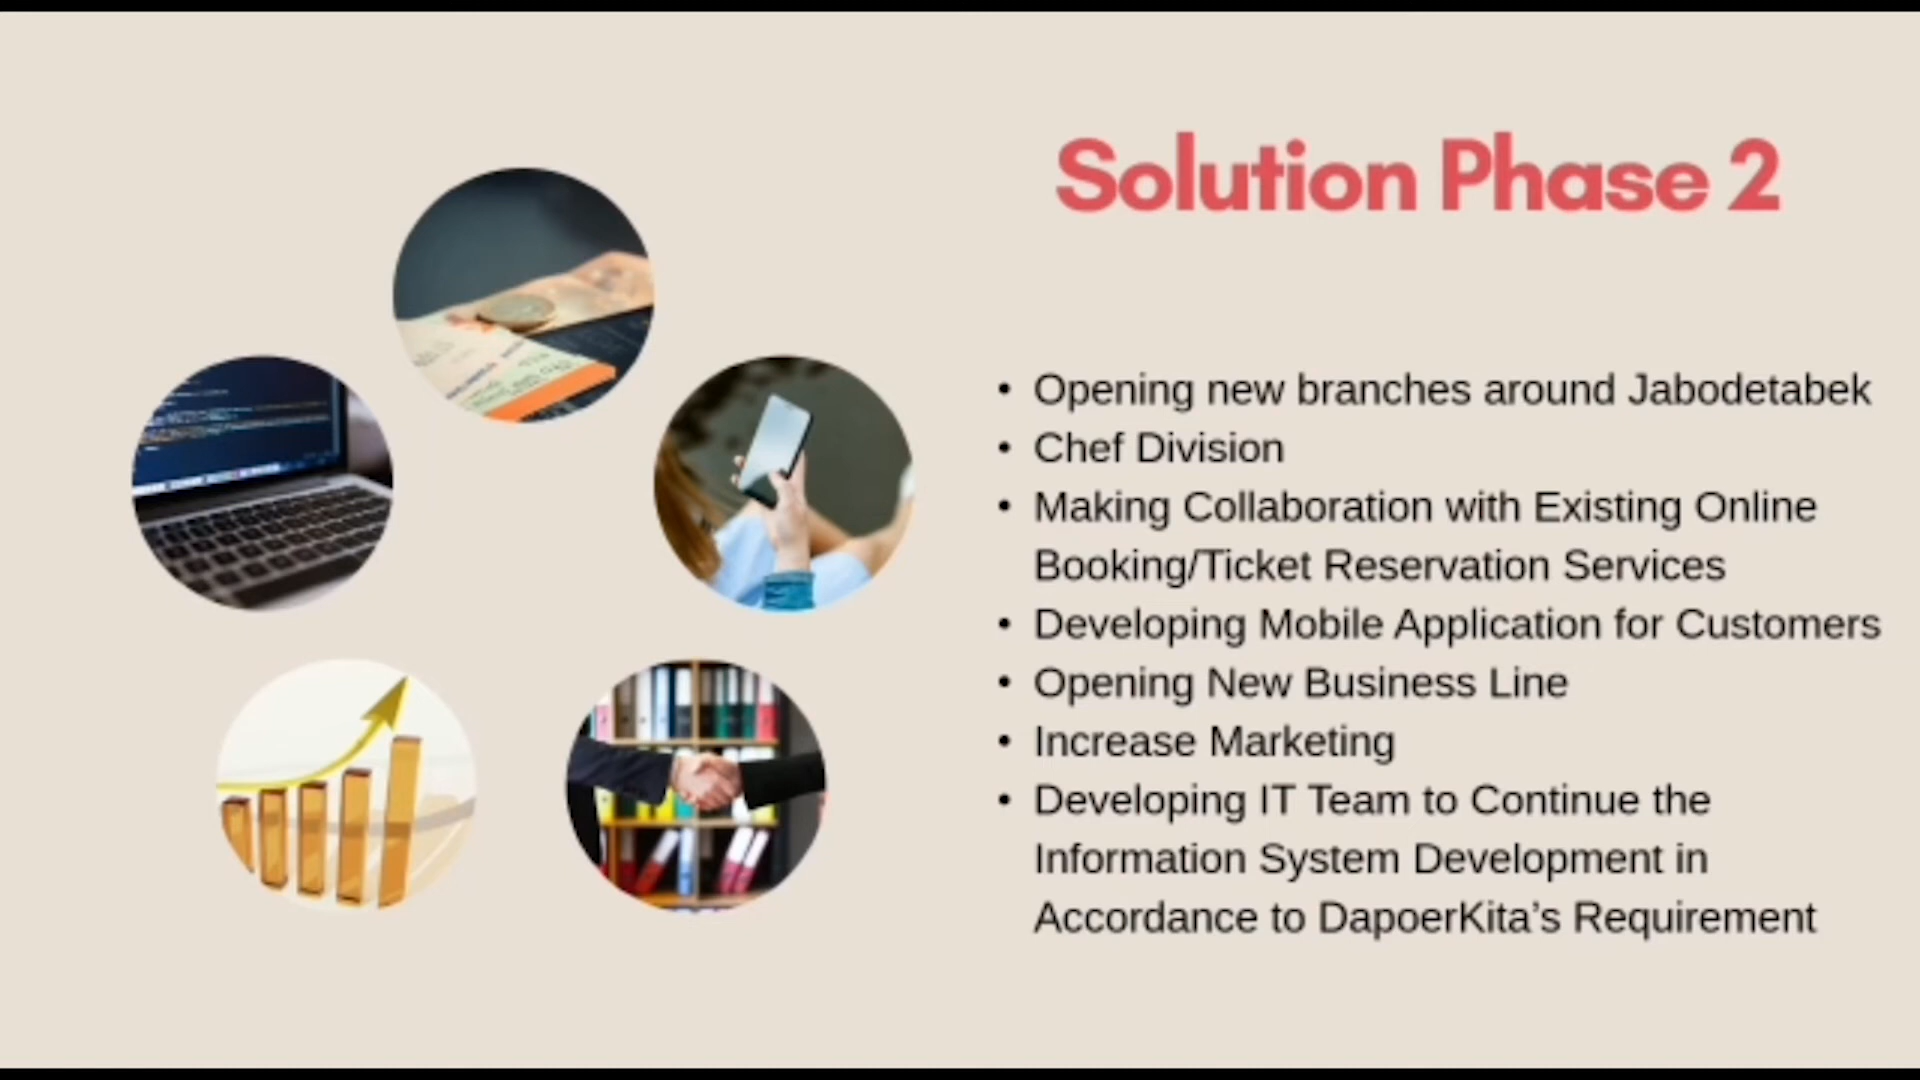 Solution Phase 2
• Opening new branches around Jabodetabek
• Chef Division
• Making Collaboration with Existing Online
Booking/Ticket Reservation Services
• Developing Mobile Application for Customers
• Opening New Business Line
• Increase Marketing
• Developing IT Team to Continue the
Information System Development in
Accordance to DapoerKita’s Requirement